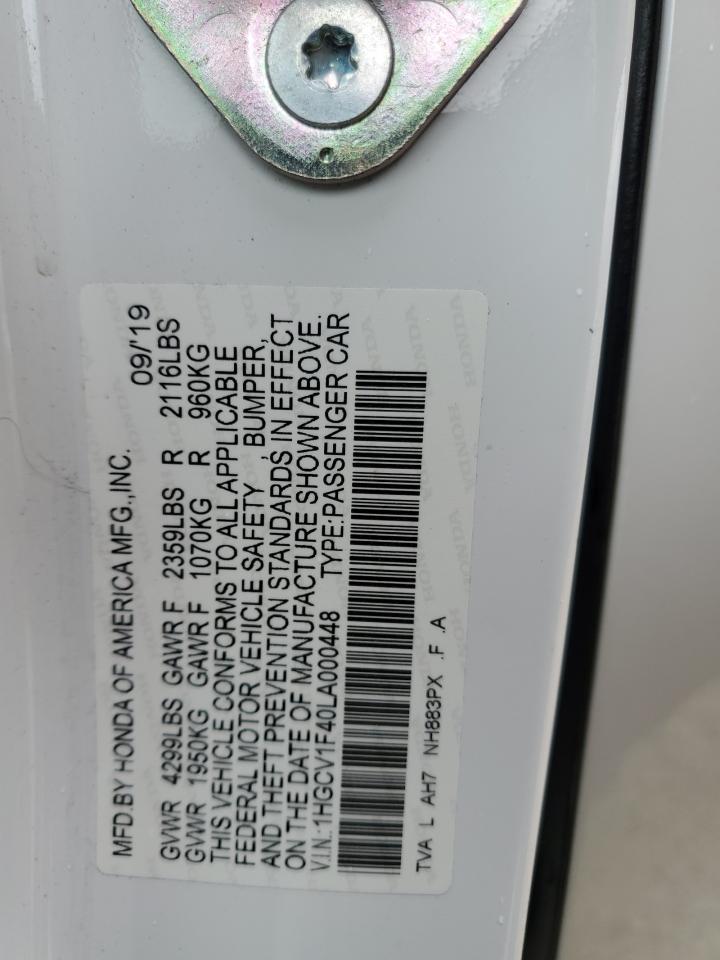 MFD.BY HONDA OF AMERICA MFG.,INC. 09/'19
GVWR 4299LBS GAWR F 2359LBS R 2116LBS
GVWR 1950KG GAWR F 1070KG R 960KG
THIS VEHICLE CONFORMS TO ALL APPLICABLE
FEDERAL MOTOR VEHICLE SAFETY , BUMPER,
AND THEFT PREVENTION STANDARDS IN EFFECT
ON THE DATE OF MANUFACTURE SHOWN ABOVE.
V.I.N.:1HGCV1F40LA000448 TYPE:PASSENGER CAR
TVA L AH7 NH883PX .F .A